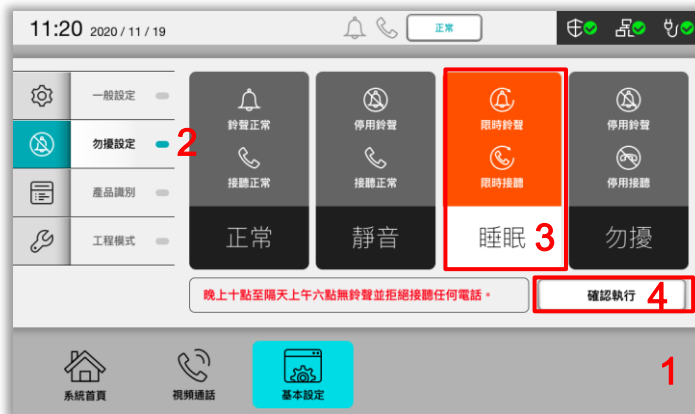 11:20 2020 / 11 / 19
正常
一般設定
勿擾設定
2
產品識別
工程模式
鈴聲正常
接聽正常
正常
停用鈴聲
接聽正常
靜音
限時鈴聲
限時接聽
睡眠 3
停用鈴聲
停用接聽
勿擾
晚上十點至隔天上午六點無鈴聲並拒絕接聽任何電話。
確認執行 4
系統首頁
視頻通話
基本設定
1